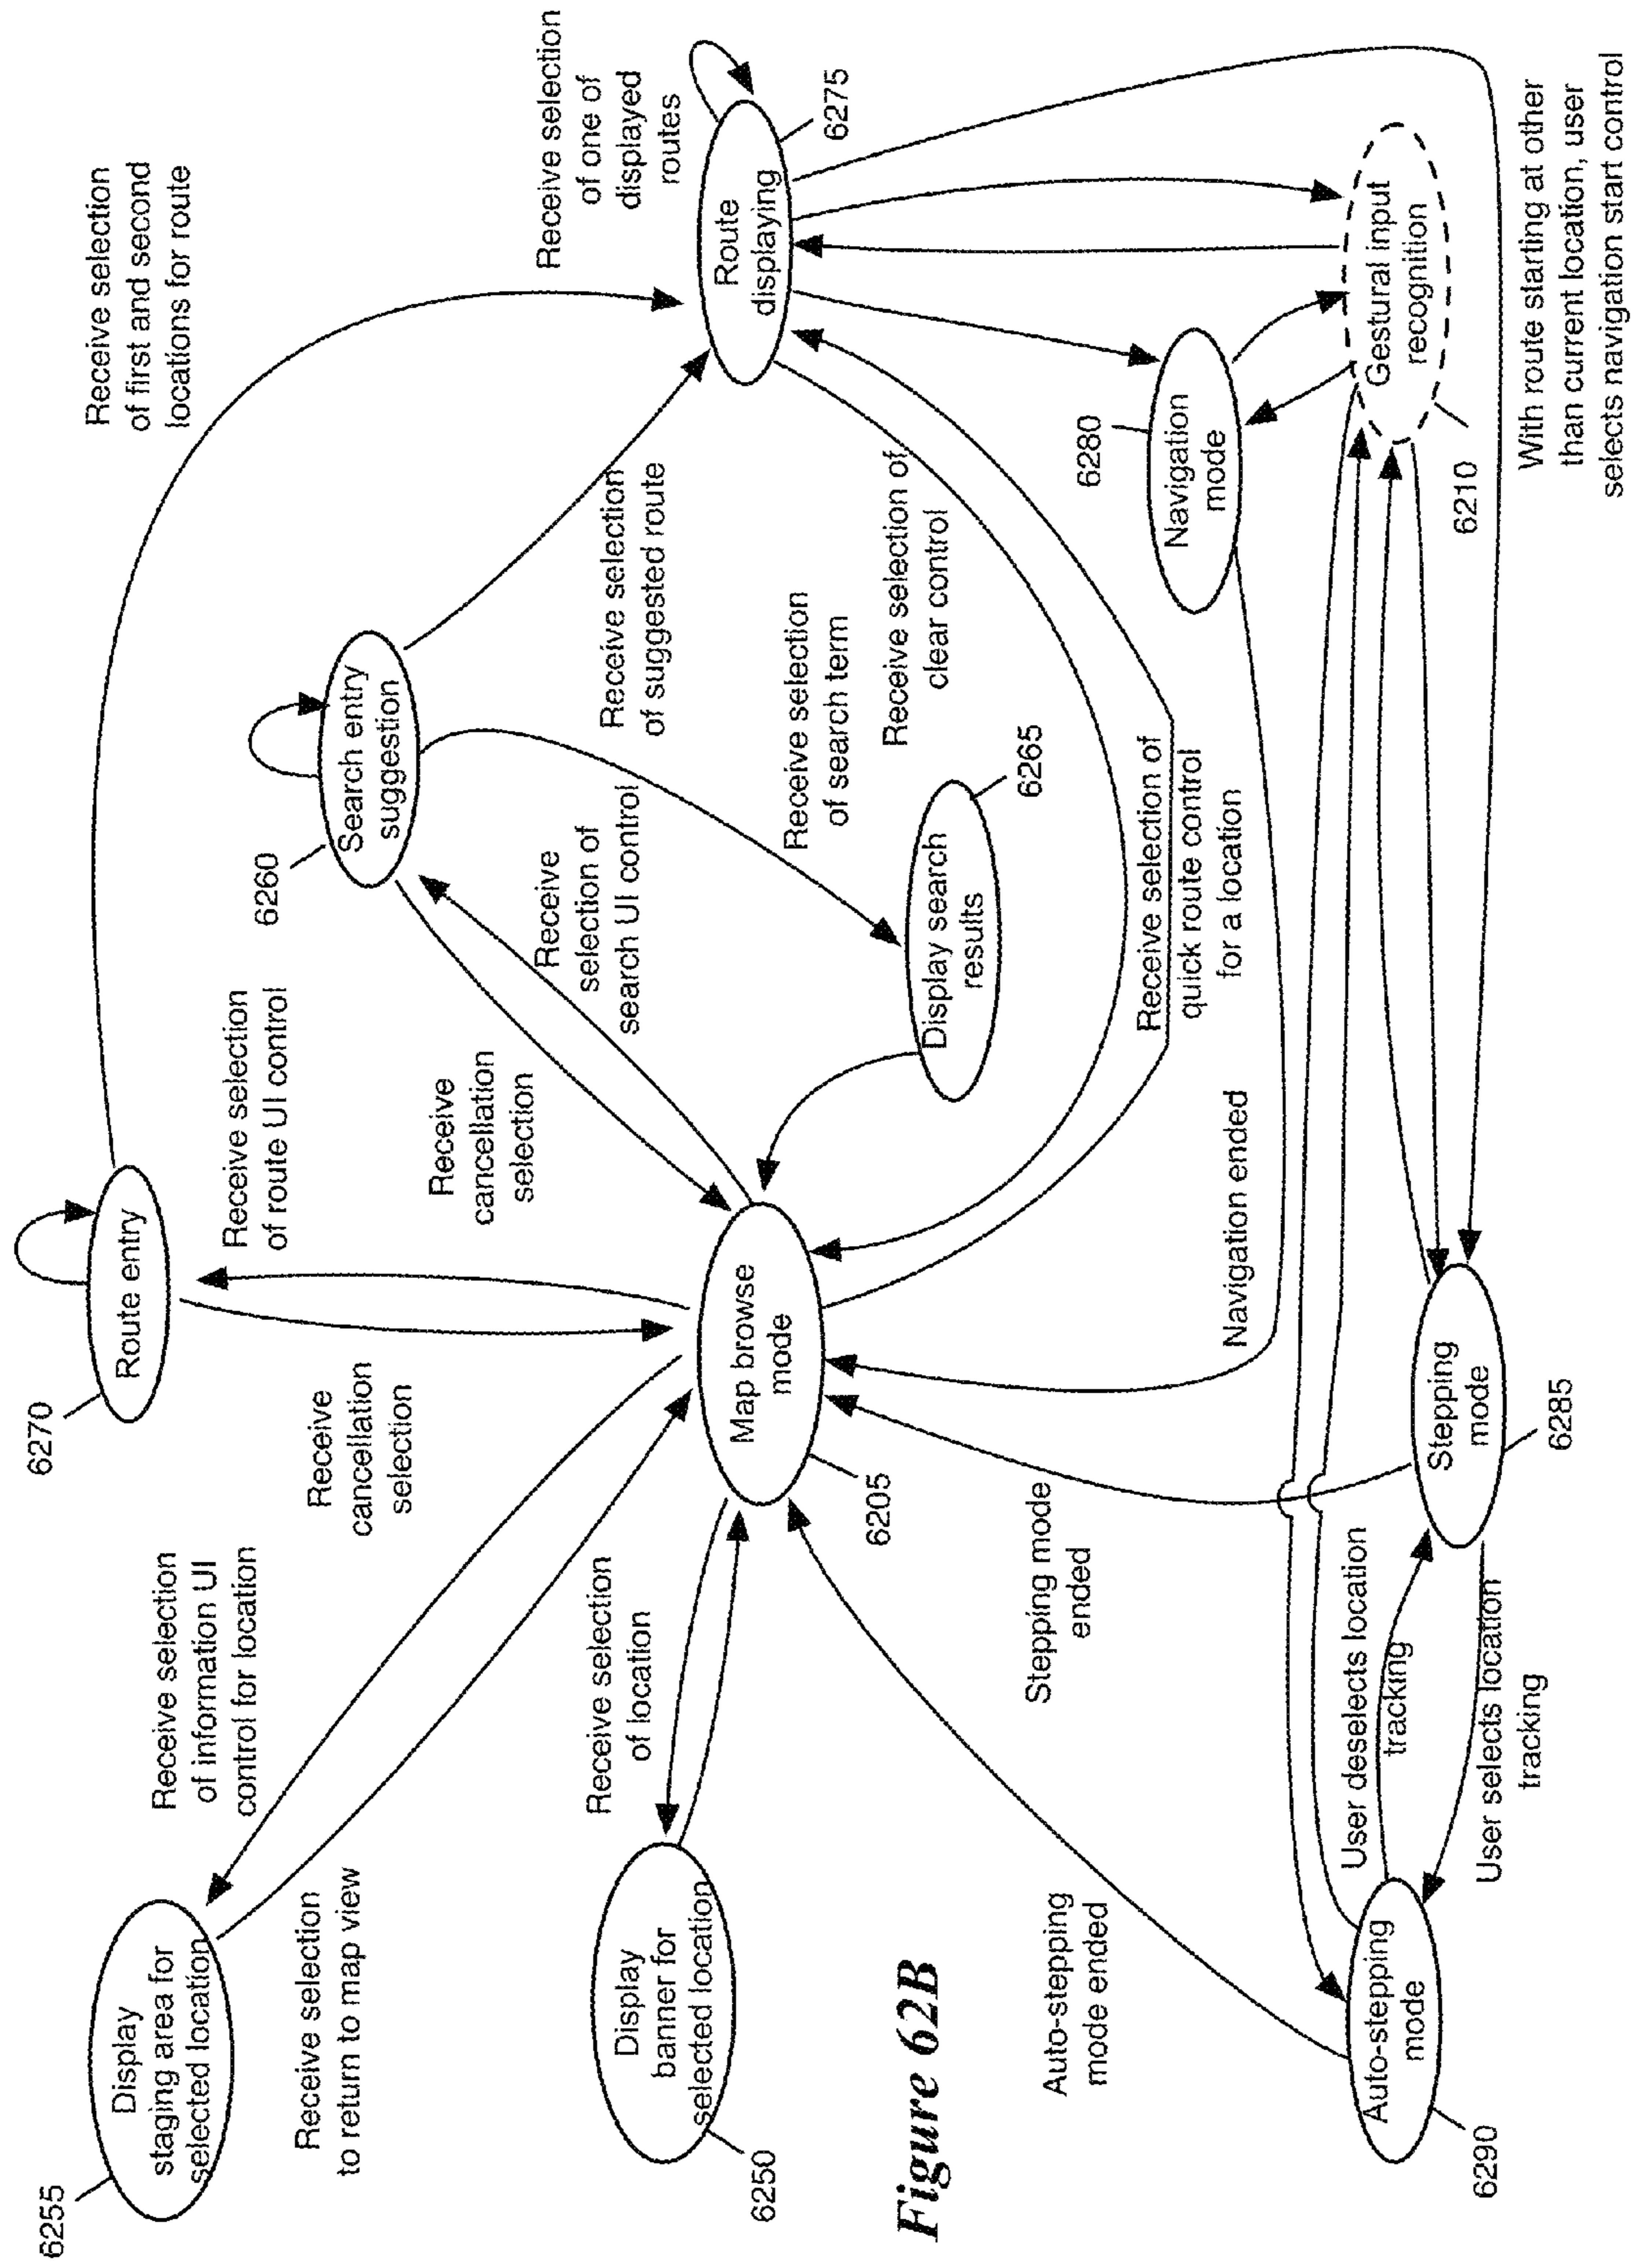 6255
Display
staging area for
selected location
Receive selection
of information UI
control for location
Receive selection
to return to map view
6270
Route entry
Receive
cancellation
selection
Receive selection
of route UI control
Receive selection
of first and second
locations for route
6260
Search entry
suggestion
Receive
cancellation
selection
Receive
selection of
search UI control
Receive selection
of suggested route
Receive selection
of one of
displayed
routes
Route
displaying
6275
Display
banner for
selected location
6250
Receive selection
of location
Map browse
mode
6205
Receive selection
of search term
Display search
results
6265
Receive selection of
clear control
Receive selection of
quick route control
for a location
6280
Navigation
mode
Gestural input
recognition
6210
Navigation ended
Stepping mode
ended
Auto-stepping
mode ended
User deselects location
tracking
User selects location
tracking
Stepping
mode
6285
Auto-stepping
mode
6290
With route starting at other
than current location, user
selects navigation start control
Figure 62B